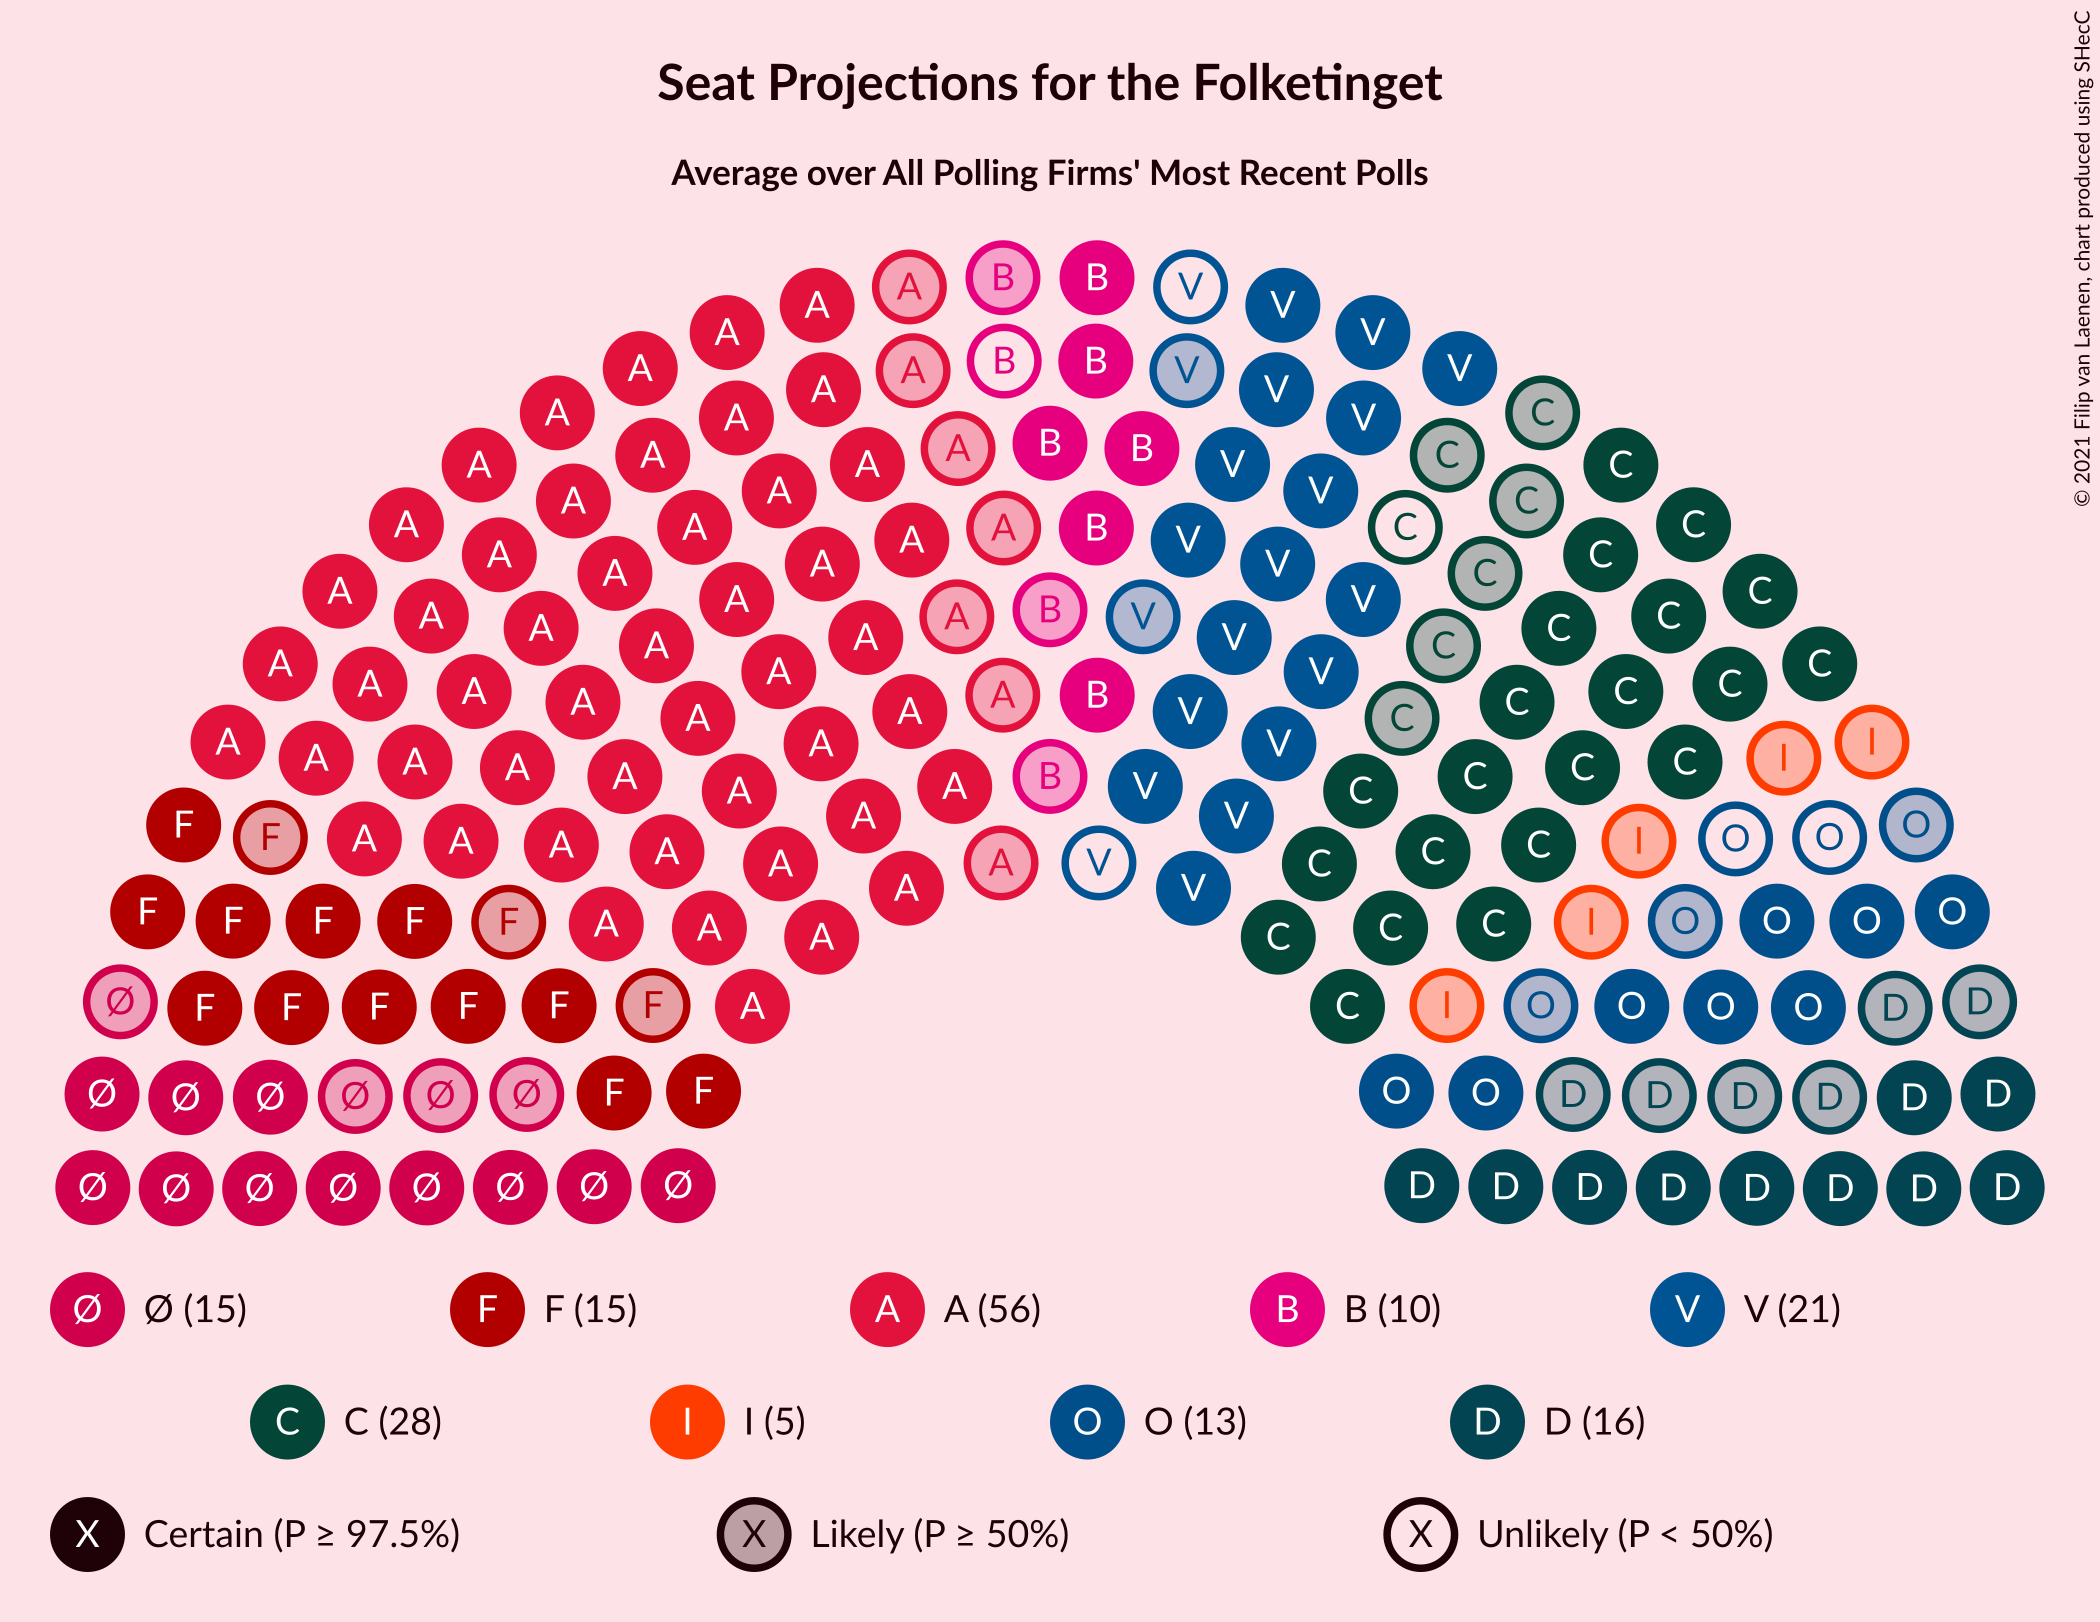 Seat Projections for the Folketinget
Average over All Polling Firms' Most Recent Polls
© 2021 Filip van Laenen, chart produced using SHecC
B B
A V
A V
B B
A V
A V
A V
A V
B
A B V
A C
A V
A C
A V
A C
A V
A C
A V
A C
A B V
A C
A V
A C
A V
A C
A B V
A C
A V
A C
A V
A C
A V
A C
A B V
A C
A V
A C
A V
A C
A C
A I
A V
A I
A C
A C
A B V
A C
A V
F O
F A A A A A A A V V C C C I O O
A A V V C
F F F F F A A A A C C C I O O O O
Ø F F F F F F A C I O O O O D D
Ø Ø Ø Ø Ø Ø F F O O D D D D D D
Ø Ø Ø Ø Ø Ø Ø Ø D D D D D D D D
Ø Ø (15) F F (15) A A (56) B B (10) V V (21)
C C (28) I I (5) O O (13) D D (16)
X Certain (P ≥ 97.5%) X Likely (P ≥ 50%) X Unlikely (P < 50%)